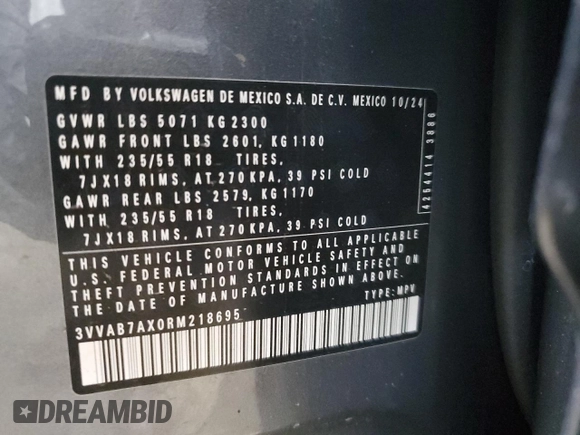 MFD BY VOLKSWAGEN DE MEXICO S.A. DE C.V. MEXICO 10/24
GVWR LBS 5071 KG 2300
GAWR FRONT LBS 2601, KG 1180
WITH 235/55 R18 TIRES,
7JX18 RIMS, AT 270 KPA, 39 PSI COLD
GAWR REAR LBS 2579, KG 1170
WITH 235/55 R18 TIRES,
7JX18 RIMS, AT 270 KPA, 39 PSI COLD
4254414 3886
THIS VEHICLE CONFORMS TO ALL APPLICABLE
U.S. FEDERAL MOTOR VEHICLE SAFETY AND
THEFT PREVENTION STANDARDS IN EFFECT ON
THE DATE OF MANUFACTURE SHOWN ABOVE.
3VVAB7AX0RM218695
TYPE: MPV
DREAMBID